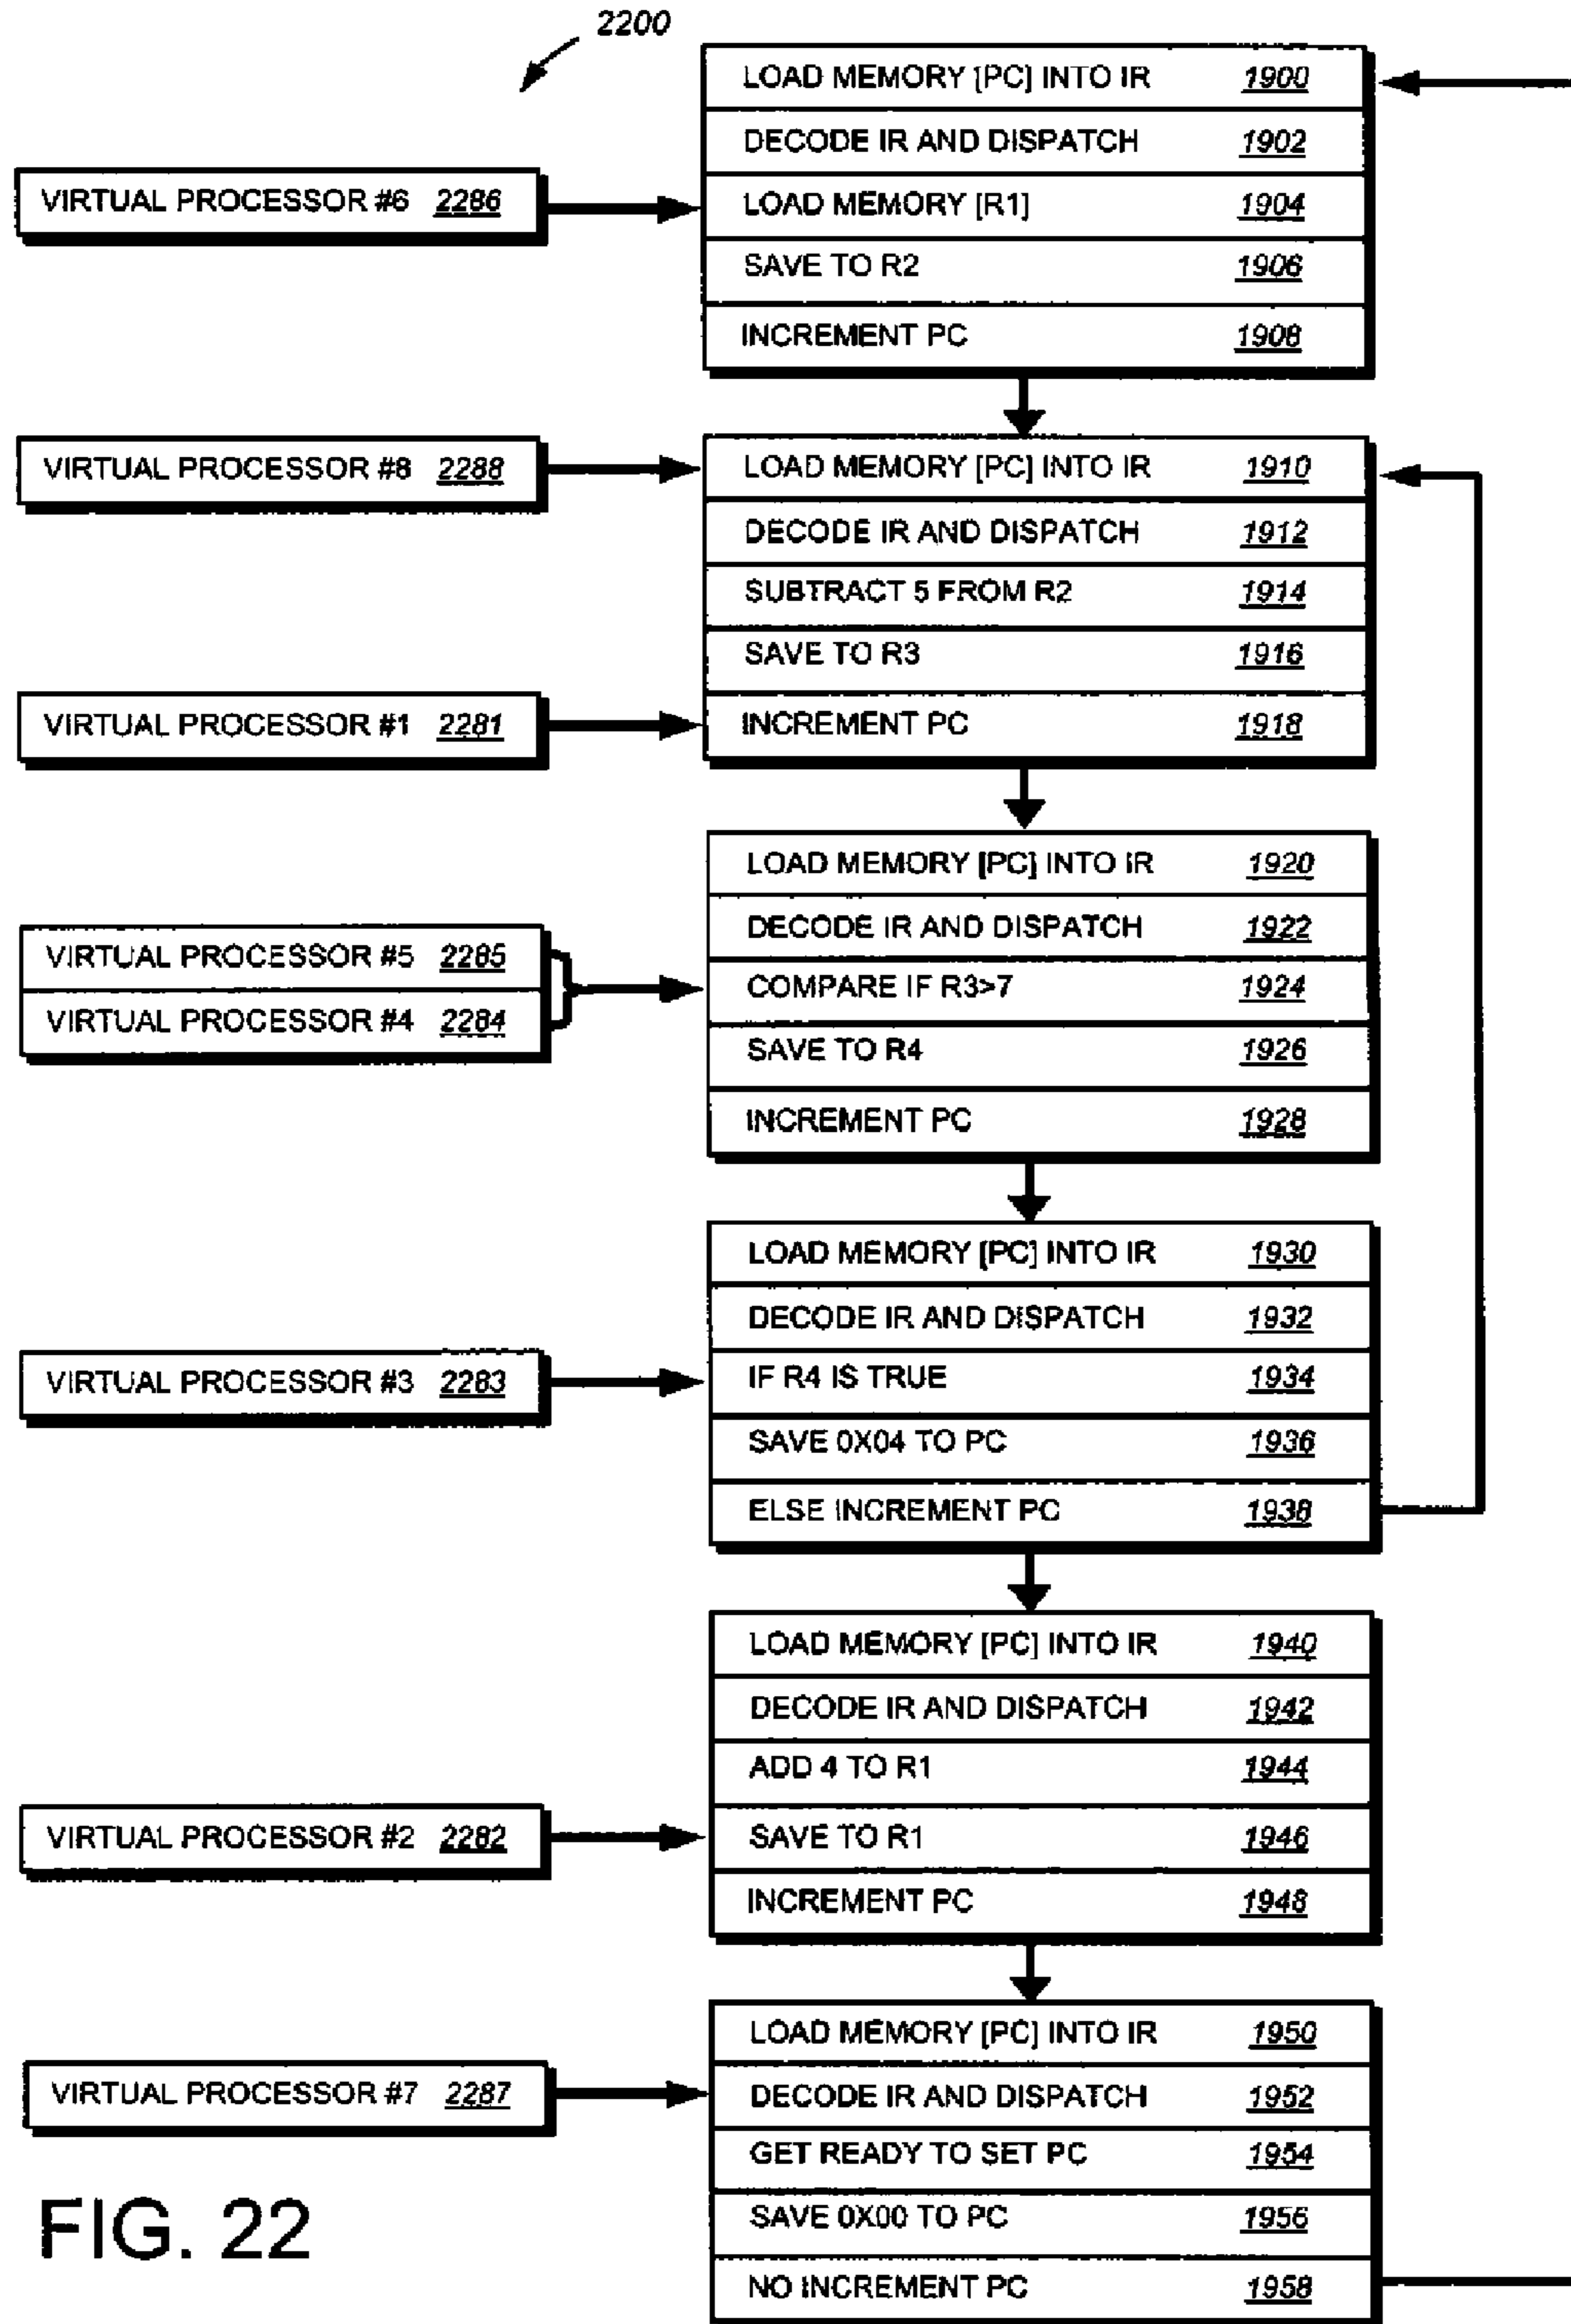 2200
LOAD MEMORY [PC] INTO IR 1900
DECODE IR AND DISPATCH 1902
VIRTUAL PROCESSOR #6 2286
LOAD MEMORY [R1] 1904
SAVE TO R2 1906
INCREMENT PC 1908
VIRTUAL PROCESSOR #8 2288
LOAD MEMORY [PC] INTO IR 1910
DECODE IR AND DISPATCH 1912
SUBTRACT 5 FROM R2 1914
SAVE TO R3 1916
VIRTUAL PROCESSOR #1 2281
INCREMENT PC 1918
LOAD MEMORY [PC] INTO IR 1920
DECODE IR AND DISPATCH 1922
VIRTUAL PROCESSOR #5 2285
VIRTUAL PROCESSOR #4 2284
COMPARE IF R3>7 1924
SAVE TO R4 1926
INCREMENT PC 1928
LOAD MEMORY [PC] INTO IR 1930
DECODE IR AND DISPATCH 1932
VIRTUAL PROCESSOR #3 2283
IF R4 IS TRUE 1934
SAVE 0X04 TO PC 1936
ELSE INCREMENT PC 1938
LOAD MEMORY [PC] INTO IR 1940
DECODE IR AND DISPATCH 1942
ADD 4 TO R1 1944
VIRTUAL PROCESSOR #2 2282
SAVE TO R1 1946
INCREMENT PC 1948
LOAD MEMORY [PC] INTO IR 1950
VIRTUAL PROCESSOR #7 2287
DECODE IR AND DISPATCH 1952
GET READY TO SET PC 1954
SAVE 0X00 TO PC 1956
NO INCREMENT PC 1958
FIG. 22